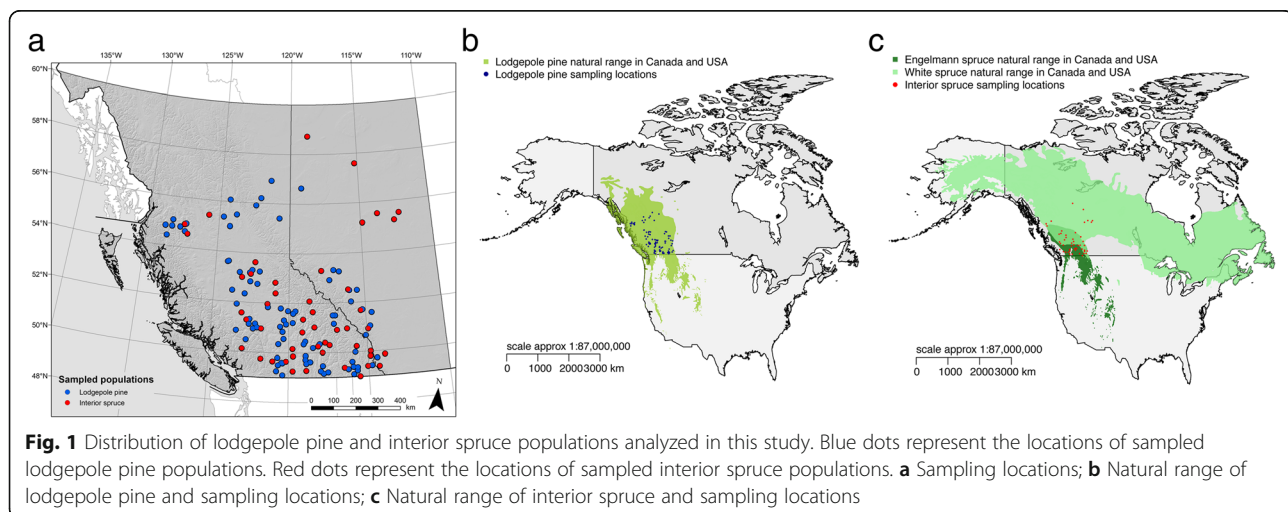 a
135°W 130°W 125°W 120°W 115°W 110°W
60°N
58°N
56°N
54°N
52°N
50°N
48°N
Sampled populations
Lodgepole pine
Interior spruce
N
0 100 200 300 400
km
b
Lodgepole pine natural range in Canada and USA
Lodgepole pine sampling locations
scale approx 1:87,000,000
0 1000 20003000 km
c
Engelmann spruce natural range in Canada and USA
White spruce natural range in Canada and USA
Interior spruce sampling locations
scale approx 1:87,000,000
0 1000 20003000 km
Fig. 1 Distribution of lodgepole pine and interior spruce populations analyzed in this study. Blue dots represent the locations of sampled
lodgepole pine populations. Red dots represent the locations of sampled interior spruce populations. a Sampling locations; b Natural range of
lodgepole pine and sampling locations; c Natural range of interior spruce and sampling locations